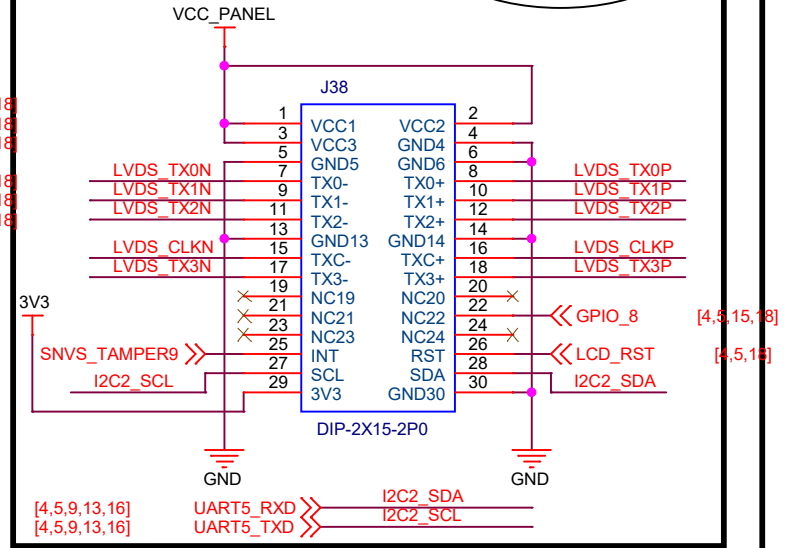 VCC_PANEL
J38
1 VCC1 VCC2 2
3 VCC3 GND4 4
5 GND5 GND6 6
LVDS_TX0N 7 TX0- TX0+ 8 LVDS_TX0P
LVDS_TX1N 9 TX1- TX1+ 10 LVDS_TX1P
LVDS_TX2N 11 TX2- TX2+ 12 LVDS_TX2P
13 GND13 GND14 14
LVDS_CLKN 15 TXC- TXC+ 16 LVDS_CLKP
LVDS_TX3N 17 TX3- TX3+ 18 LVDS_TX3P
19 NC19 NC20 20
3V3
21 NC21 NC22 22 GPIO_8 [4,5,15,18]
23 NC23 NC24 24
SNVS_TAMPER9 25 INT RST 26 LCD_RST [4,5,18]
I2C2_SCL 27 SCL SDA 28 I2C2_SDA
29 3V3 GND30 30
DIP-2X15-2P0
GND GND
[4,5,9,13,16] UART5_RXD I2C2_SDA
[4,5,9,13,16] UART5_TXD I2C2_SCL